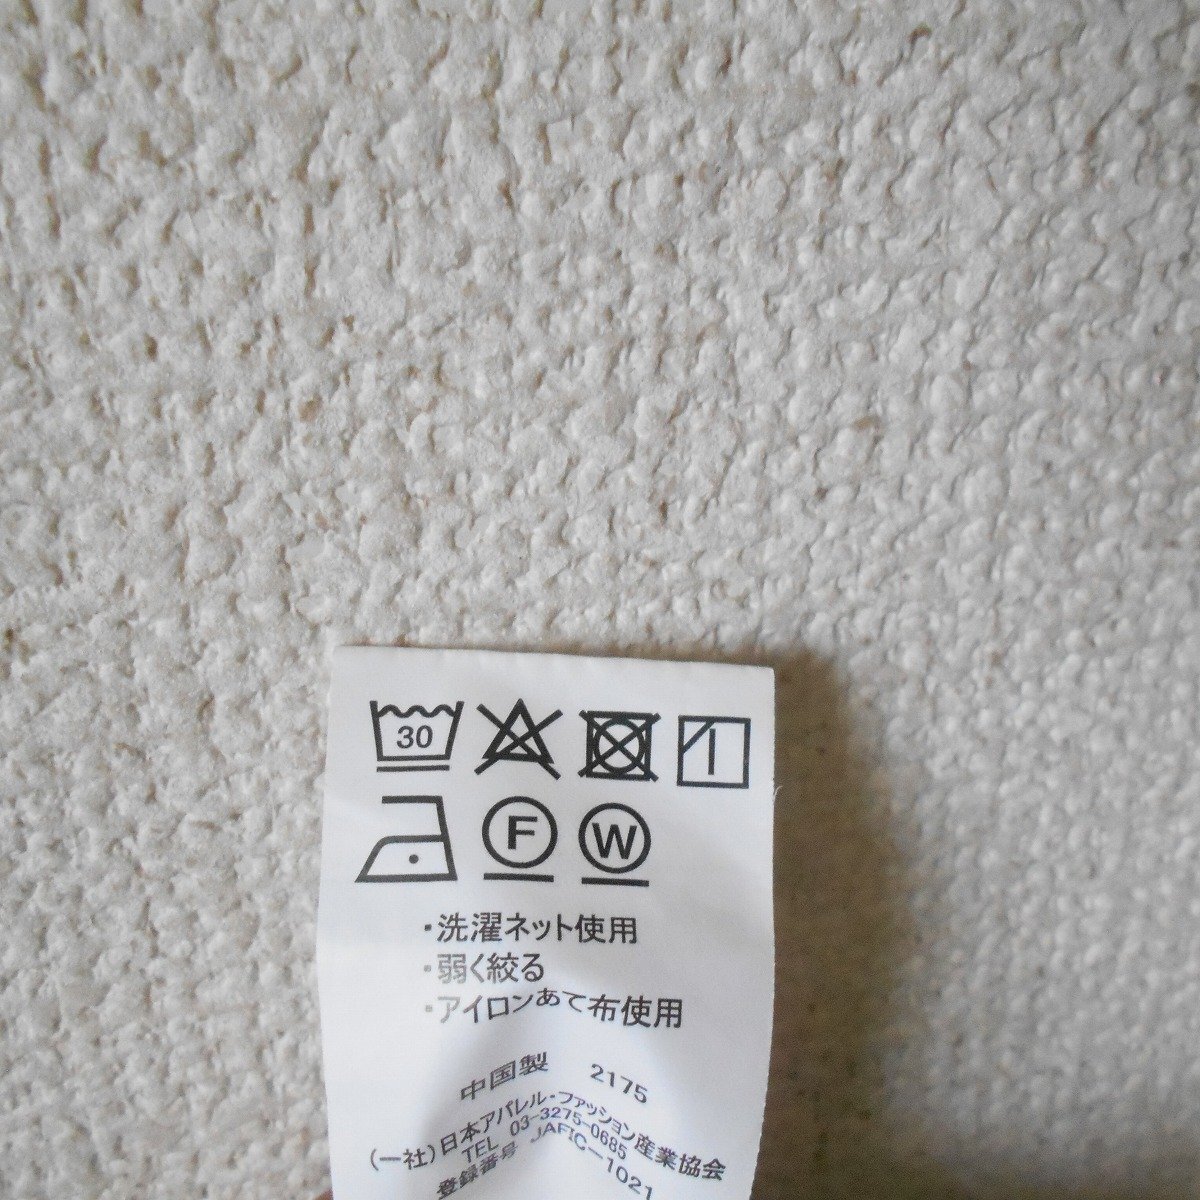 30
F W
・洗濯ネット使用
・弱く絞る
・アイロンあて布使用
中国製 2175
(一社)日本アパレル・ファッション産業協会
TEL 03-3275-0685
登録番号 JAFIC-1021